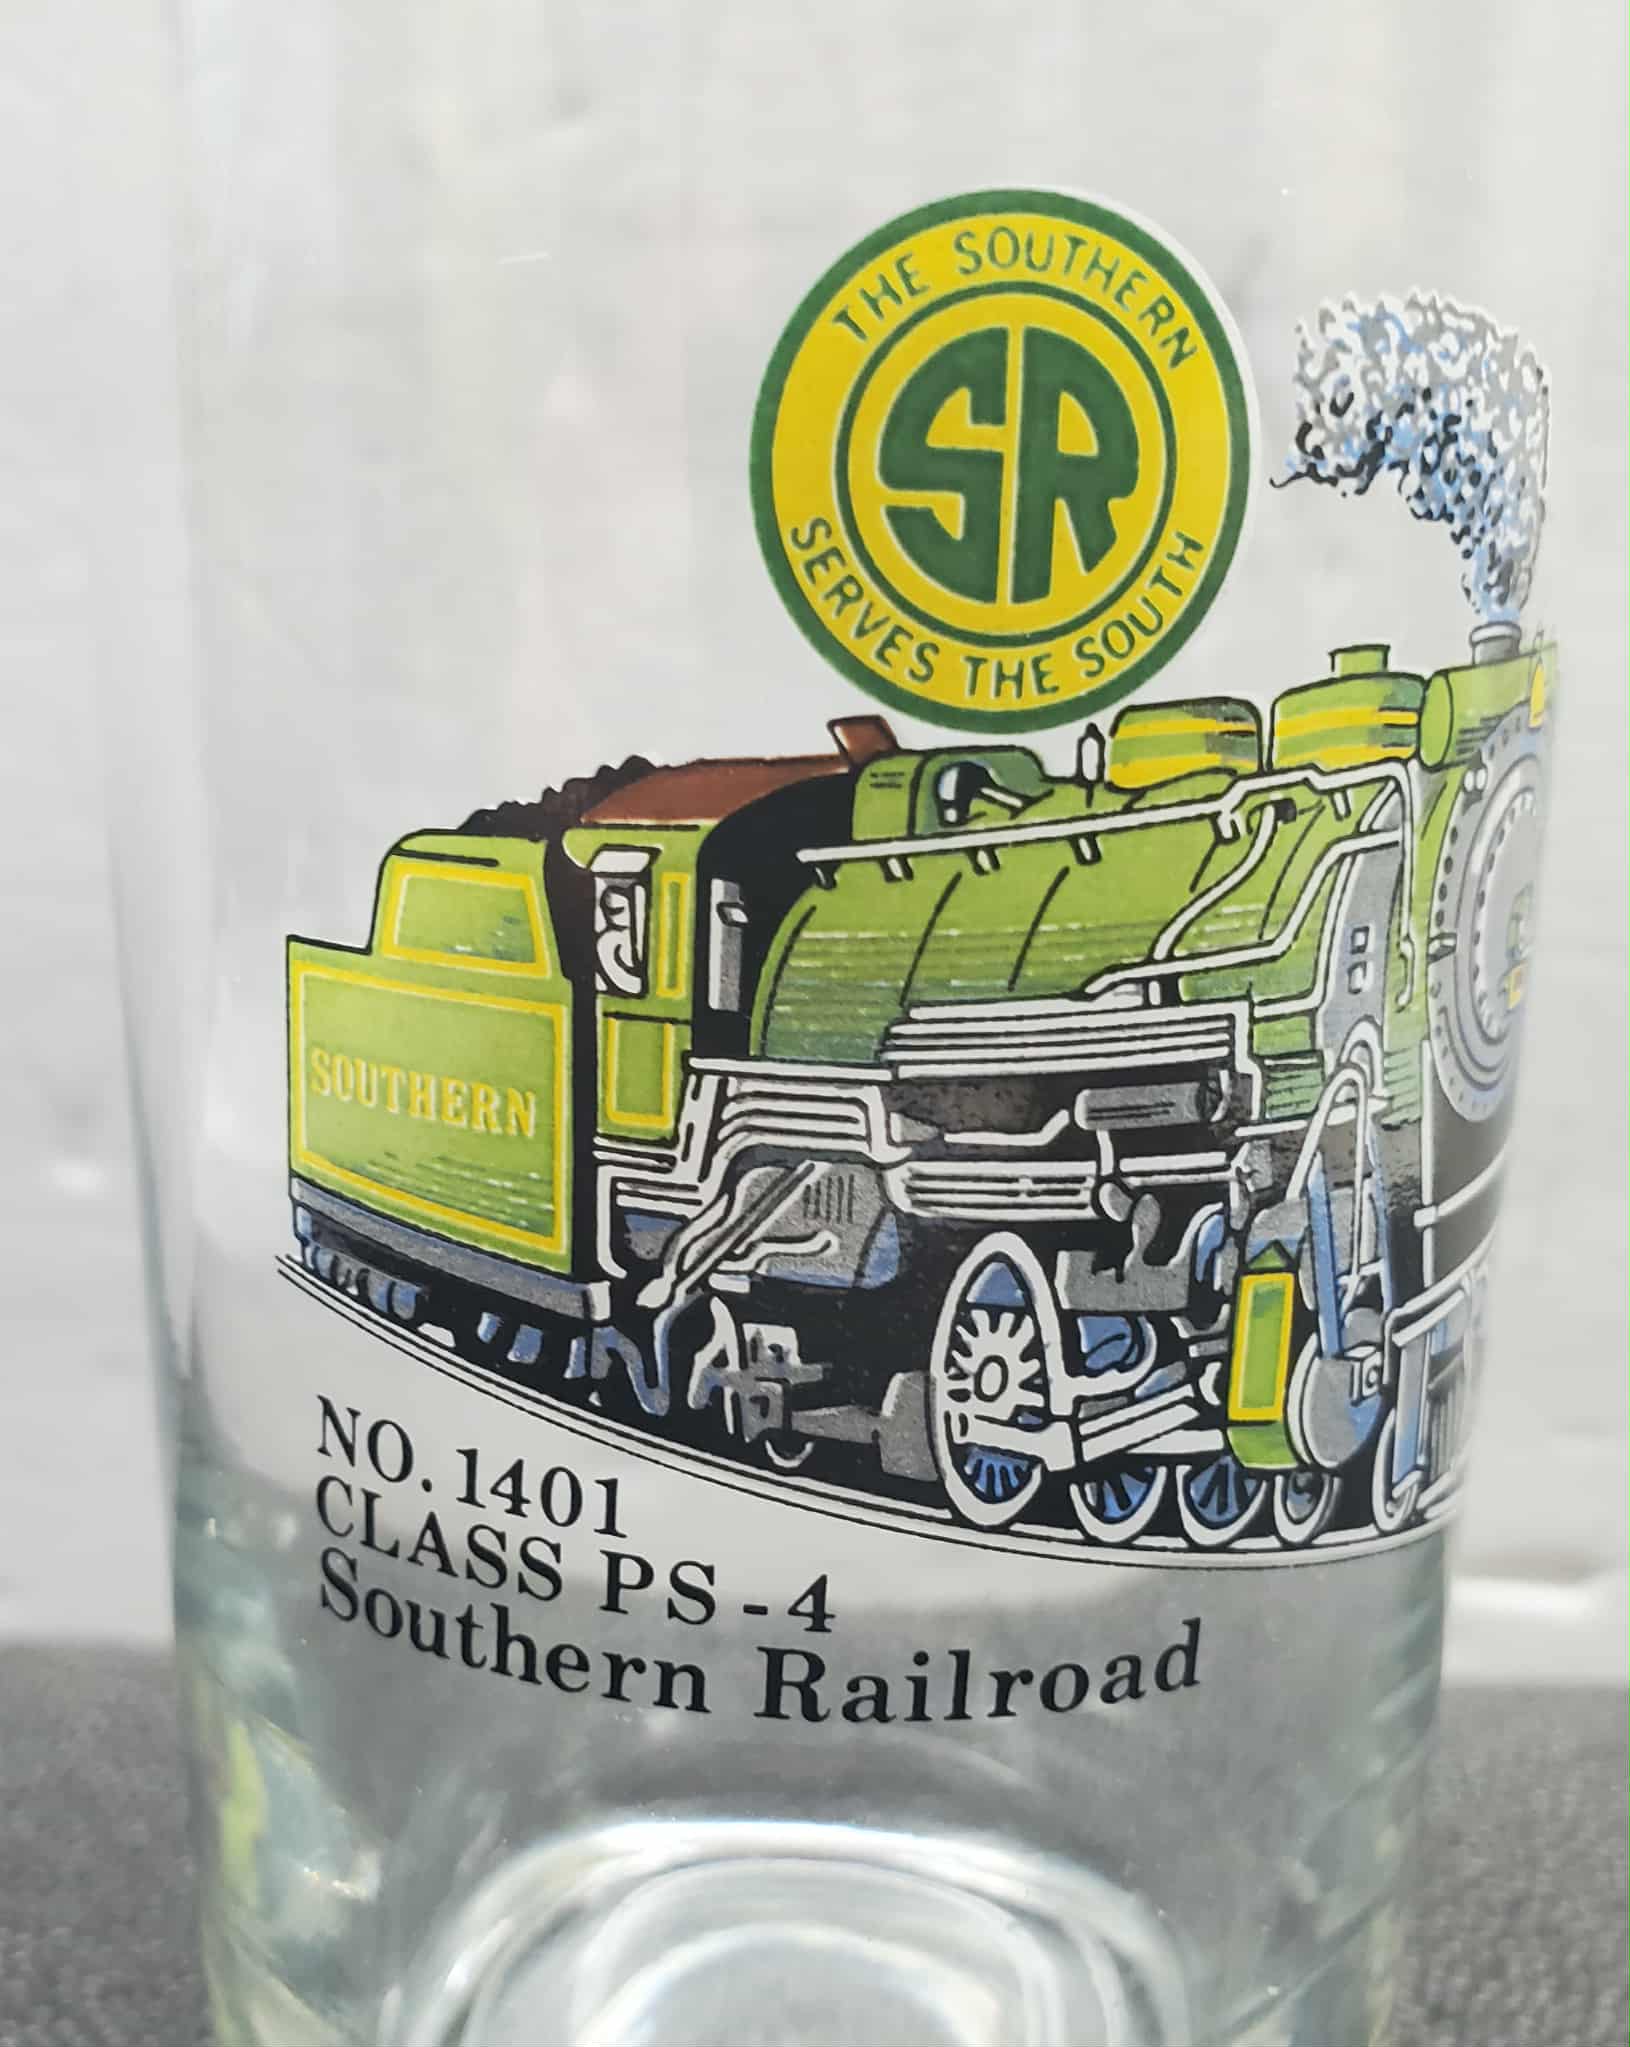 THE SOUTHERN
SR
SERVES THE SOUTH
SOUTHERN
NO. 1401
CLASS PS-4
Southern Railroad